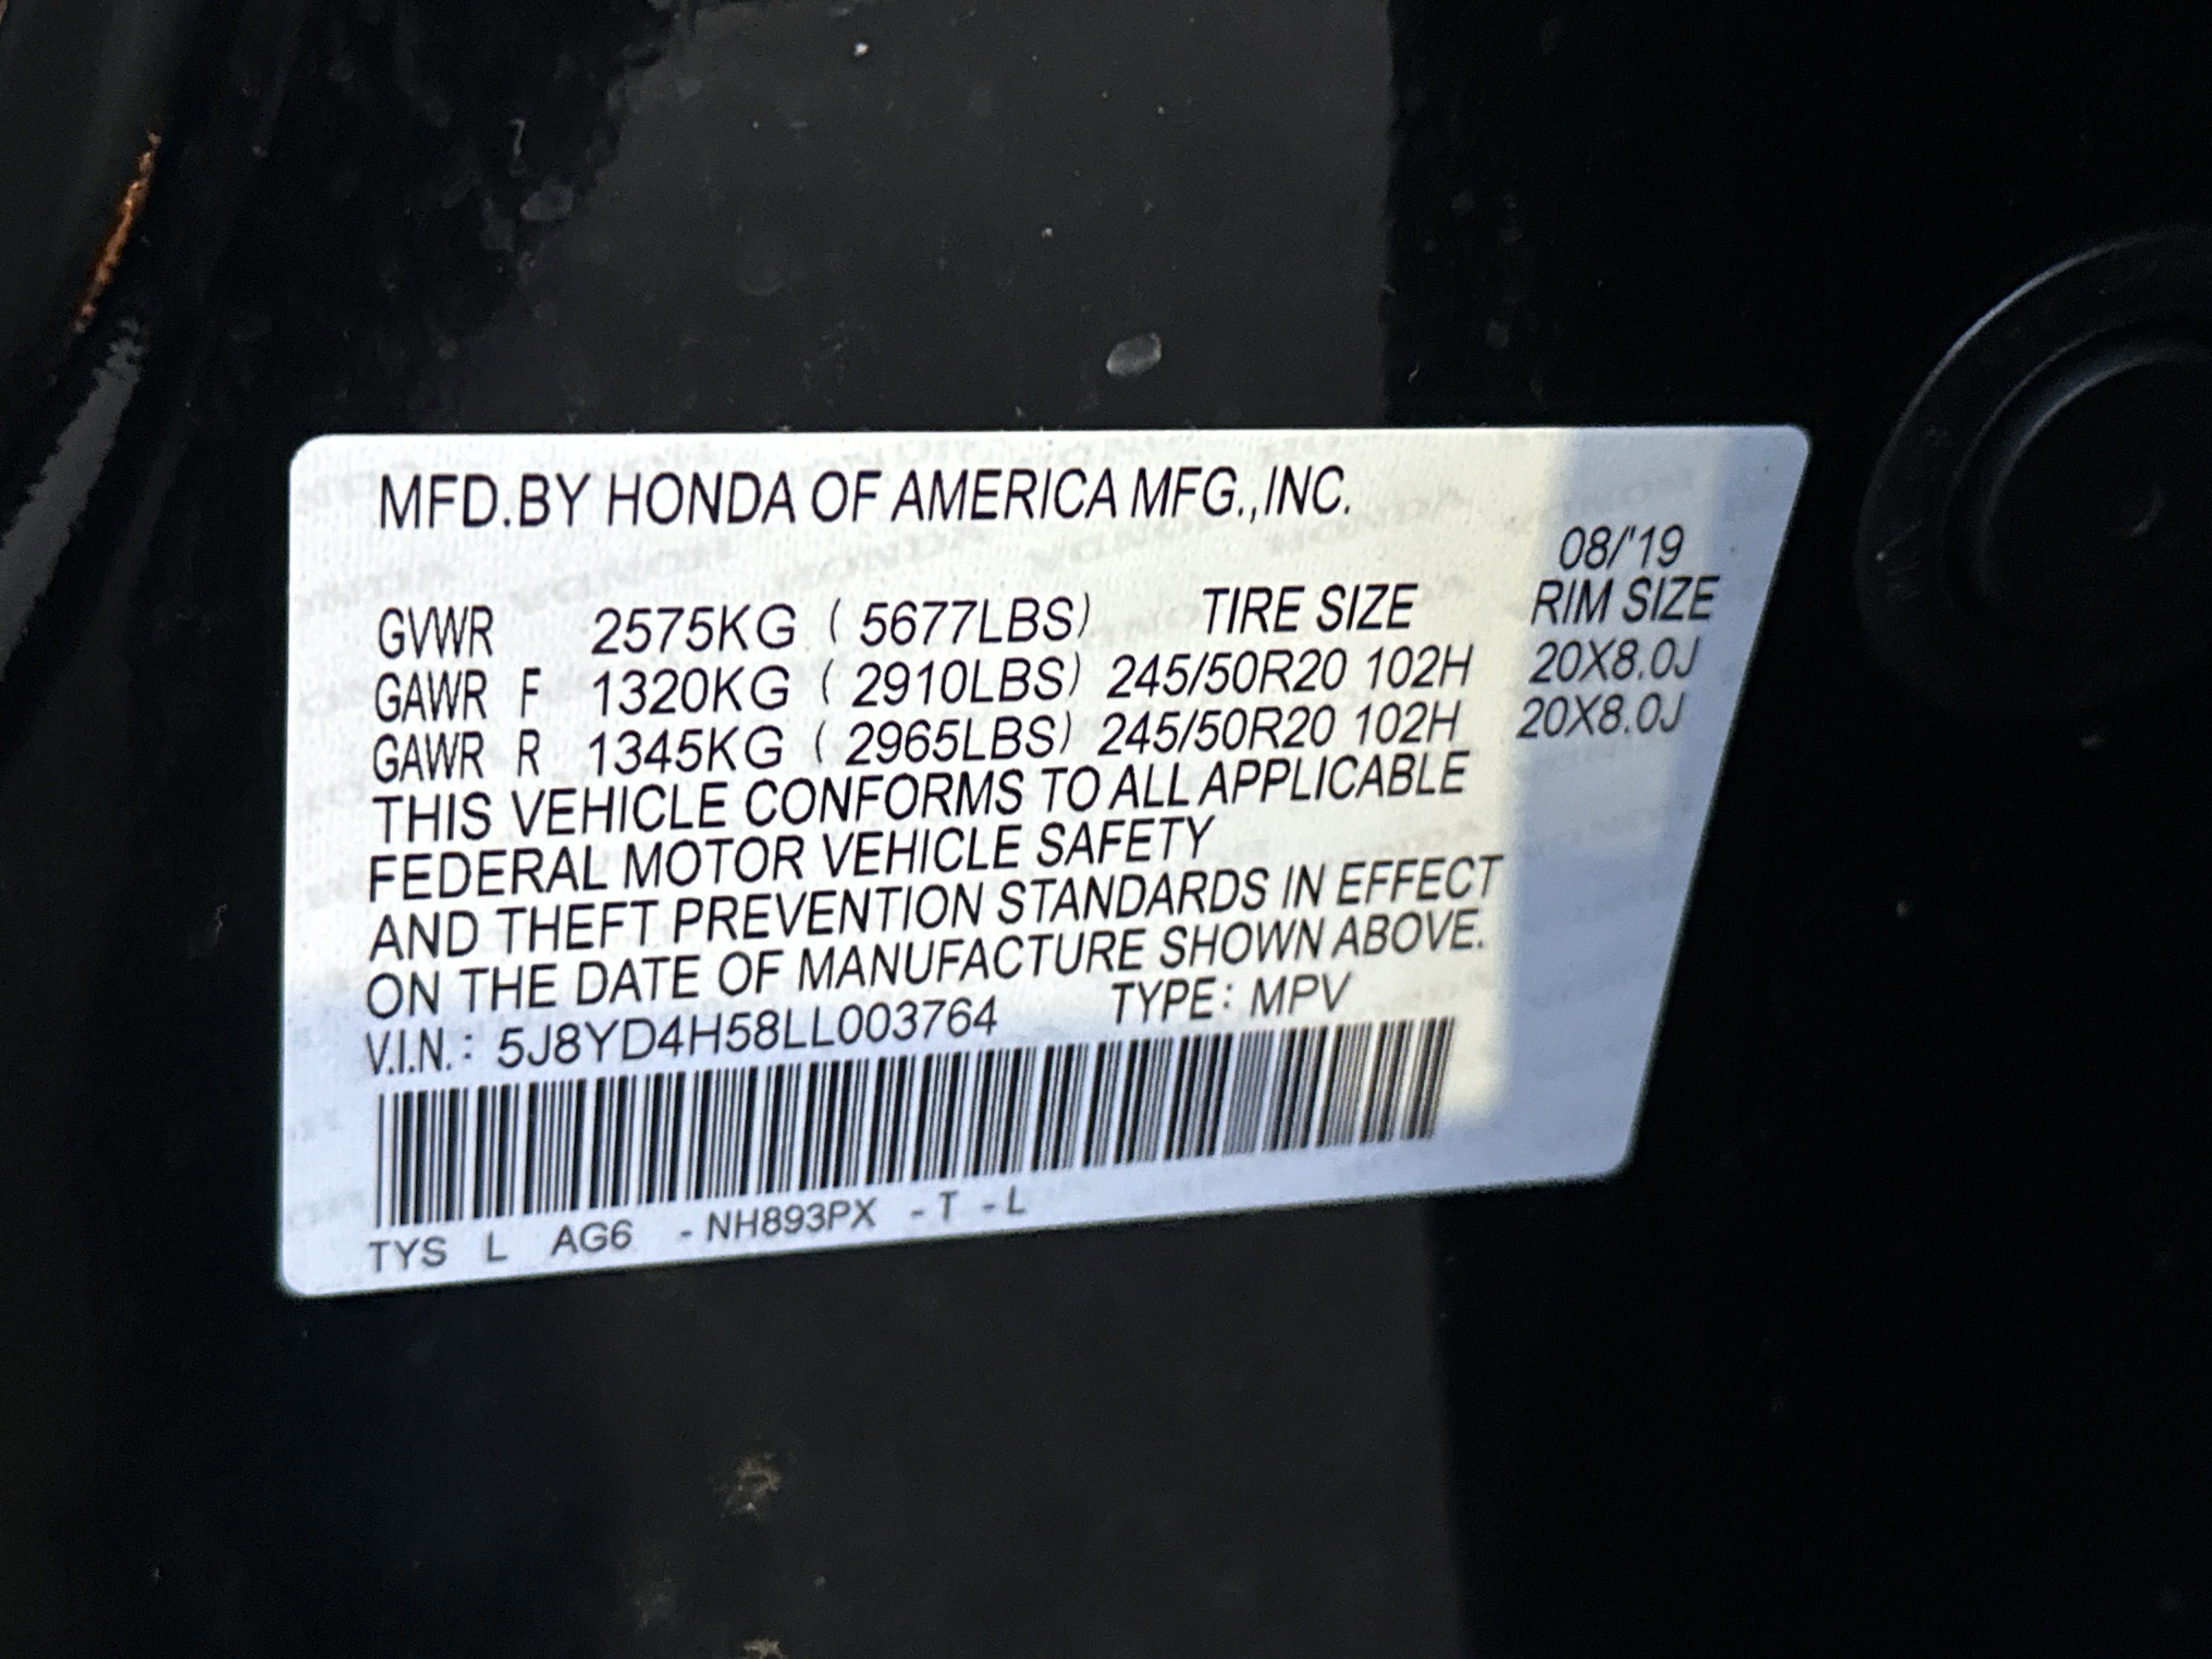 MFD.BY HONDA OF AMERICA MFG.,INC.
08/'19
GVWR 2575KG ( 5677LBS) TIRE SIZE RIM SIZE
GAWR F 1320KG ( 2910LBS) 245/50R20 102H 20X8.0J
GAWR R 1345KG ( 2965LBS) 245/50R20 102H 20X8.0J
THIS VEHICLE CONFORMS TO ALL APPLICABLE
FEDERAL MOTOR VEHICLE SAFETY
AND THEFT PREVENTION STANDARDS IN EFFECT
ON THE DATE OF MANUFACTURE SHOWN ABOVE.
V.I.N.: 5J8YD4H58LL003764 TYPE: MPV
TYS L AG6 -NH893PX -T -L